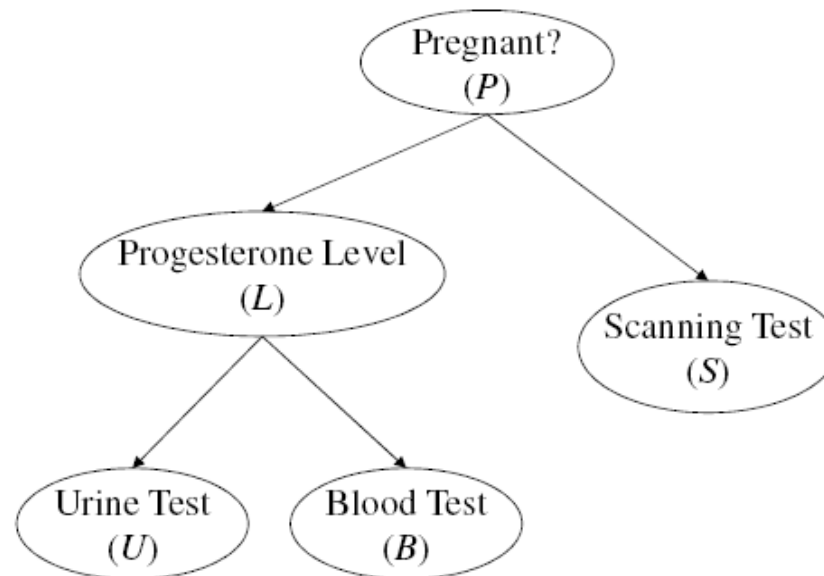 Pregnant?
(P)
Progesterone Level
(L)
Scanning Test
(S)
Urine Test
(U)
Blood Test
(B)